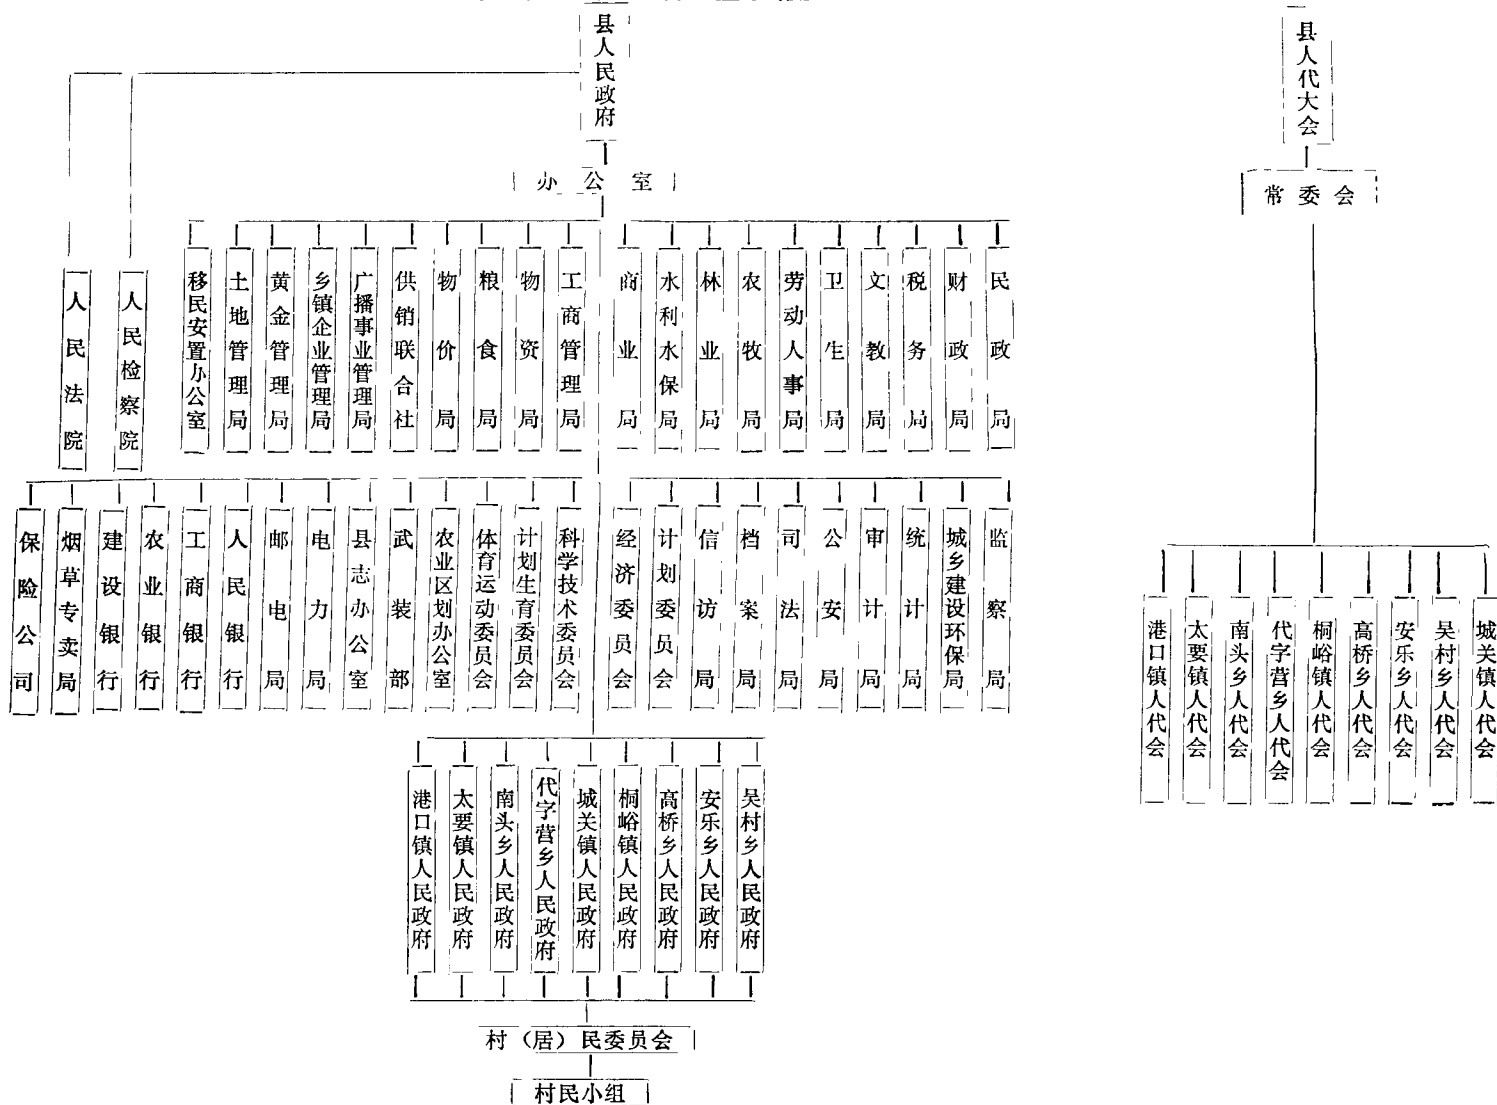 县人民政府
办公室
人民法院
人民检察院
移民安置办公室
土地管理局
黄金管理局
乡镇企业管理局
广播事业管理局
供销联合社
物价局
粮食局
物资局
工商管理局
商业局
水利水保局
林业局
农牧局
劳动人事局
卫生局
文教局
税务局
财政局
民政局
保险公司
烟草专卖局
建设银行
农业银行
工商银行
人民银行
邮电局
电力局
县志办公室
武装部
农业区划办公室
体育运动委员会
计划生育委员会
科学技术委员会
经济委员会
计划委员会
信访局
档案局
司法局
公安局
审计局
统计局
城乡建设环保局
监察局
港口镇人民政府
太要镇人民政府
南头乡人民政府
代字营乡人民政府
城关镇人民政府
桐峪镇人民政府
高桥乡人民政府
安乐乡人民政府
吴村乡人民政府
村（居）民委员会
村民小组
县人代大会
常委会
港口镇人代会
太要镇人代会
南头乡人代会
代字营乡人代会
桐峪镇人代会
高桥乡人代会
安乐乡人代会
吴村乡人代会
城关镇人代会